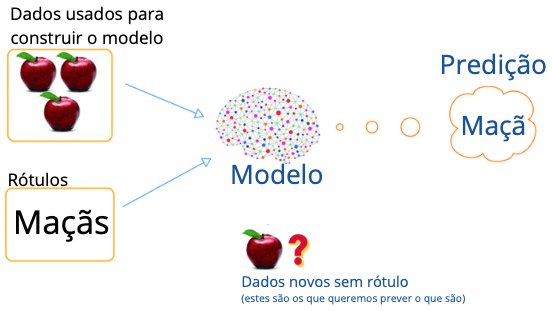 Dados usados para
construir o modelo
Rótulos
Maçãs
Modelo
Predição
Maçã
?
Dados novos sem rótulo
(estes são os que queremos prever o que são)